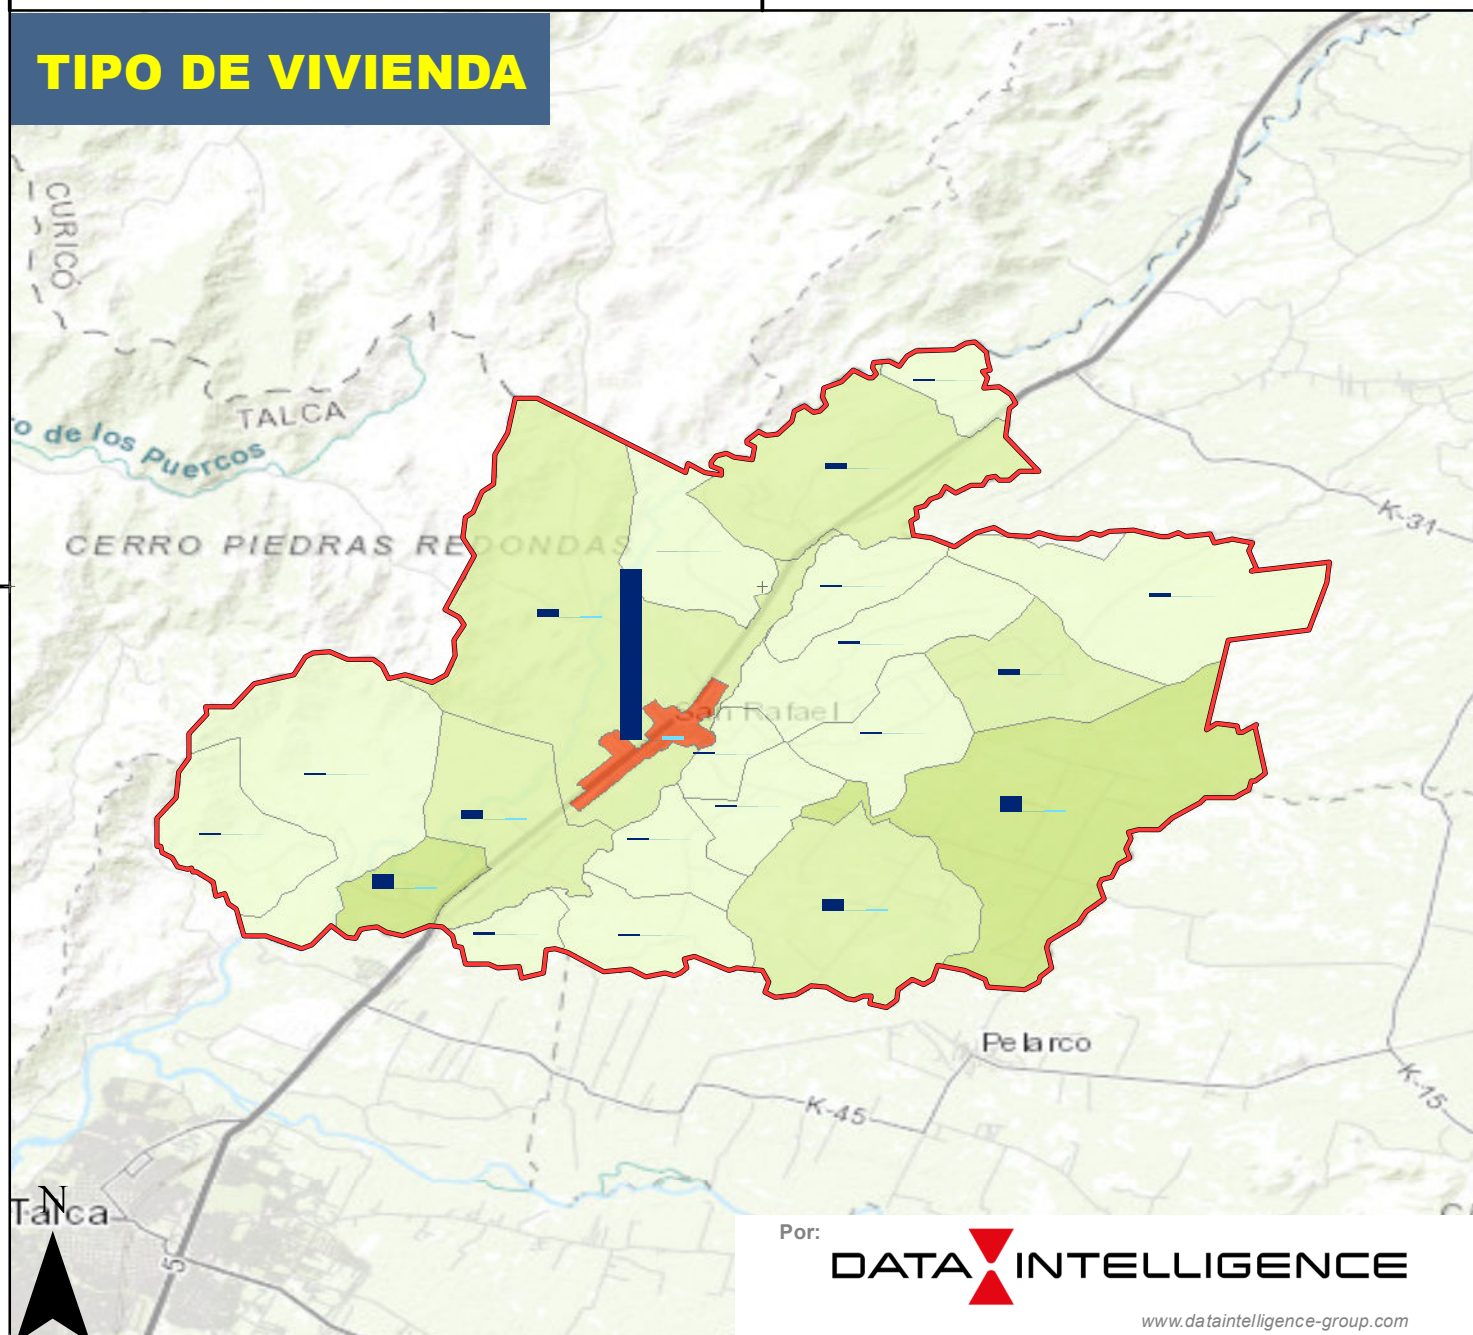 TIPO DE VIVIENDA
CURICÓ
TALCA
o de los Puercos
CERRO PIEDRAS REDONDAS
K-31
San Rafael
Pelarco
K-15
K-45
N
Talca
5
Por:
DATA INTELLIGENCE
www.dataintelligence-group.com